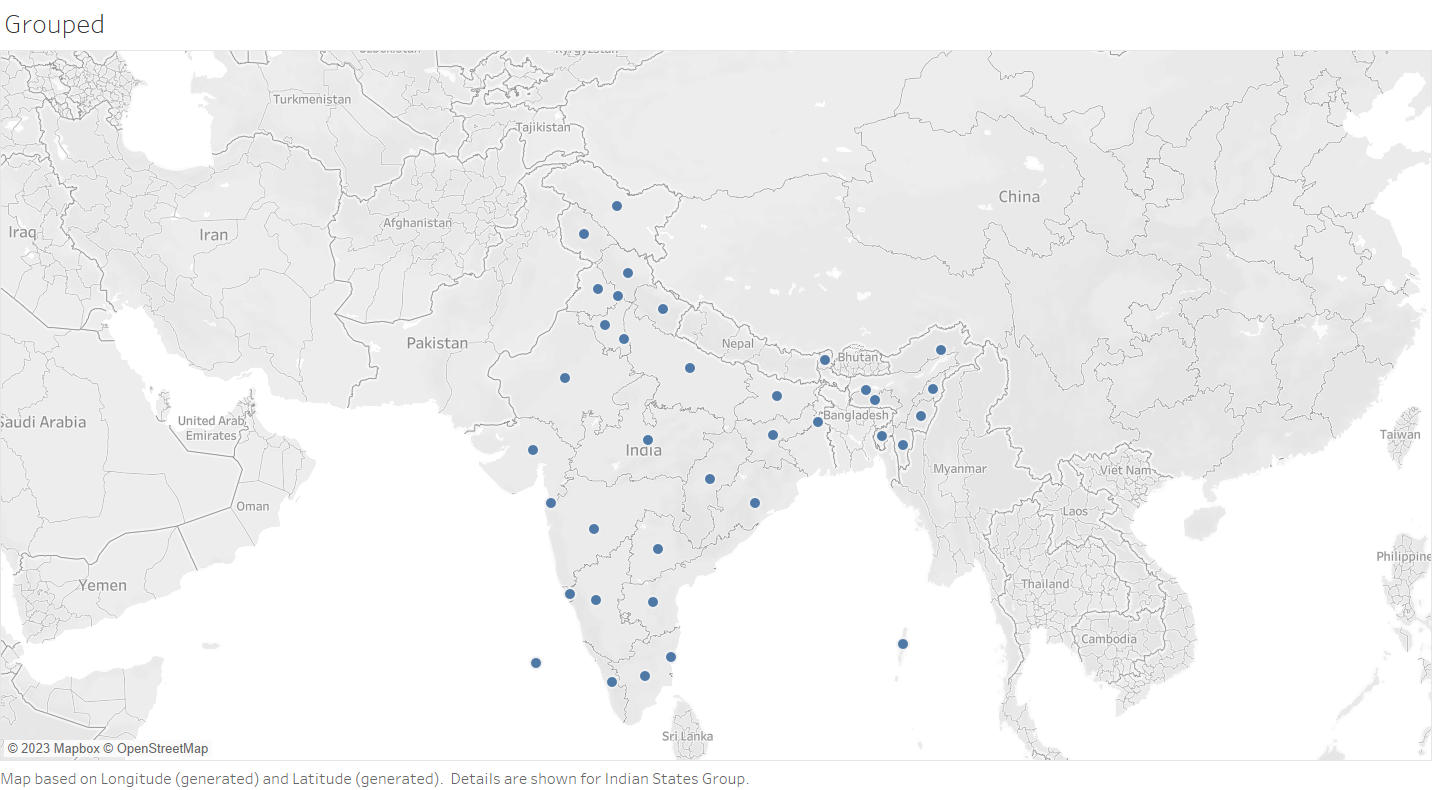 Grouped
Uzbekistan
Kyrgyzstan
Turkmenistan
Tajikistan
China
Afghanistan
Iraq
Iran
Pakistan
Nepal
Bhutan
Saudi Arabia
United Arab
Emirates
Bangladesh
Taiwan
India
Myanmar
Viet Nam
Oman
Laos
Philippine
Yemen
Thailand
Cambodia
Sri Lanka
© 2023 Mapbox © OpenStreetMap
Map based on Longitude (generated) and Latitude (generated). Details are shown for Indian States Group.